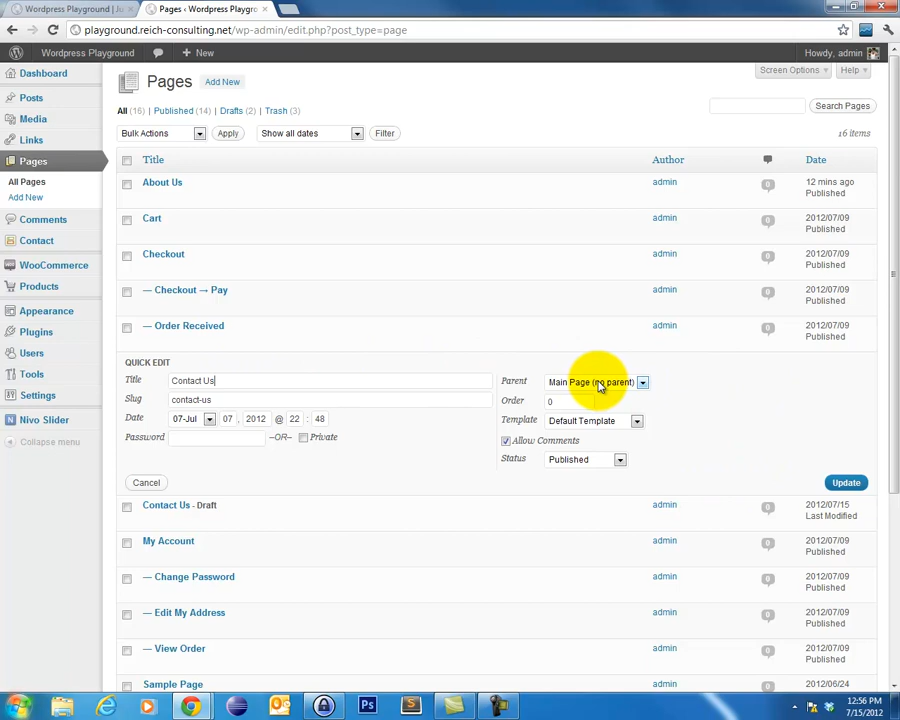 Wordpress Playground | Ju
Pages ‹ Wordpress Playgro
playground.reich-consulting.net/wp-admin/edit.php?post_type=page
Wordpress Playground
+ New
Howdy, admin
Dashboard
Posts
Media
Links
Pages
All Pages
Add New
Comments
Contact
WooCommerce
Products
Appearance
Plugins
Users
Tools
Settings
Nivo Slider
Collapse menu
Screen Options
Help
Pages
Add New
All (16) | Published (14) | Drafts (2) | Trash (3)
Search Pages
Bulk Actions
Apply
Show all dates
Filter
16 items
Title
Author
Date
About Us
admin
0
12 mins ago
Published
Cart
admin
0
2012/07/09
Published
Checkout
admin
0
2012/07/09
Published
— Checkout → Pay
admin
0
2012/07/09
Published
— Order Received
admin
0
2012/07/09
Published
QUICK EDIT
Title
Contact Us
Slug
contact-us
Date
07-Jul
07 , 2012 @ 22 : 48
Password
–OR–
Private
Parent
Main Page (no parent)
Order
0
Template
Default Template
Allow Comments
Status
Published
Cancel
Update
Contact Us - Draft
admin
0
2012/07/15
Last Modified
My Account
admin
0
2012/07/09
Published
— Change Password
admin
0
2012/07/09
Published
— Edit My Address
admin
0
2012/07/09
Published
— View Order
admin
0
2012/07/09
Published
Sample Page
admin
0
2012/06/24
Ps
S
12:56 PM
7/15/2012